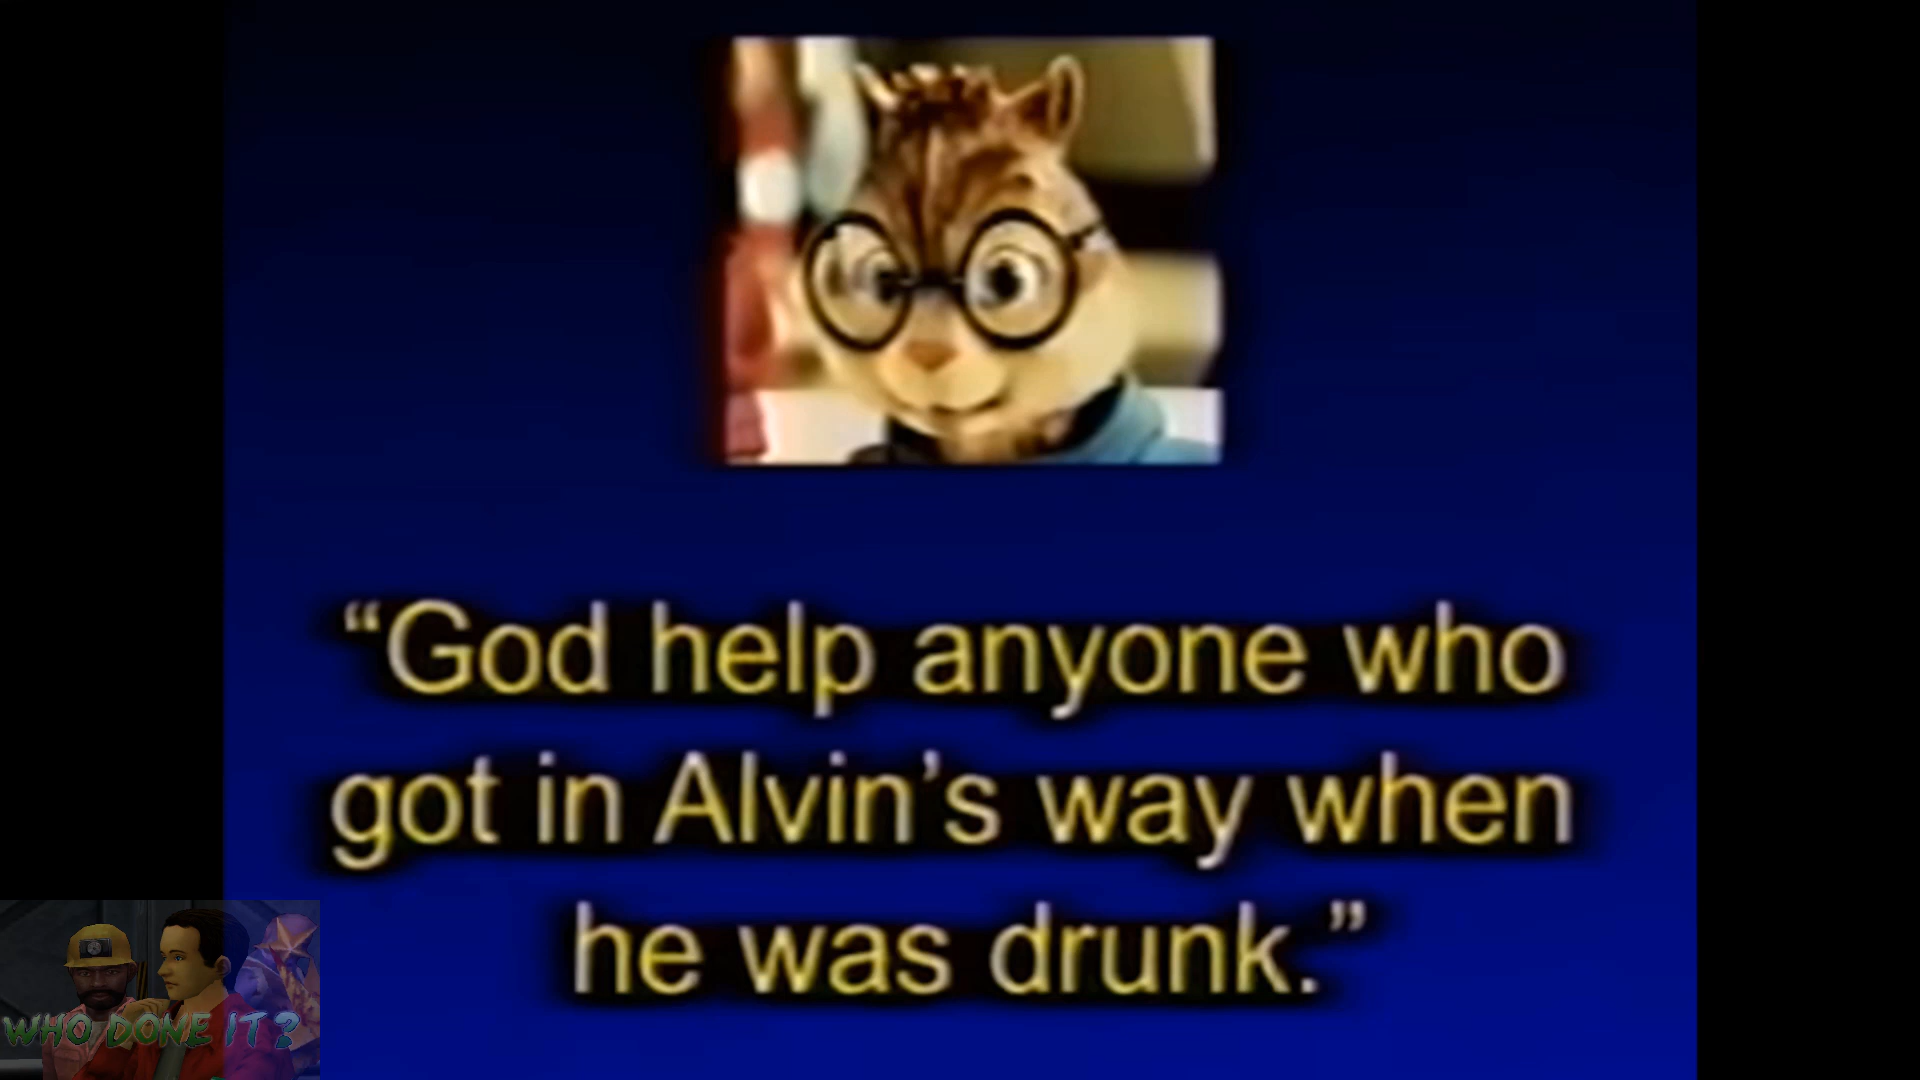 “God help anyone who
got in Alvin’s way when
he was drunk.”
WHO DONE IT?